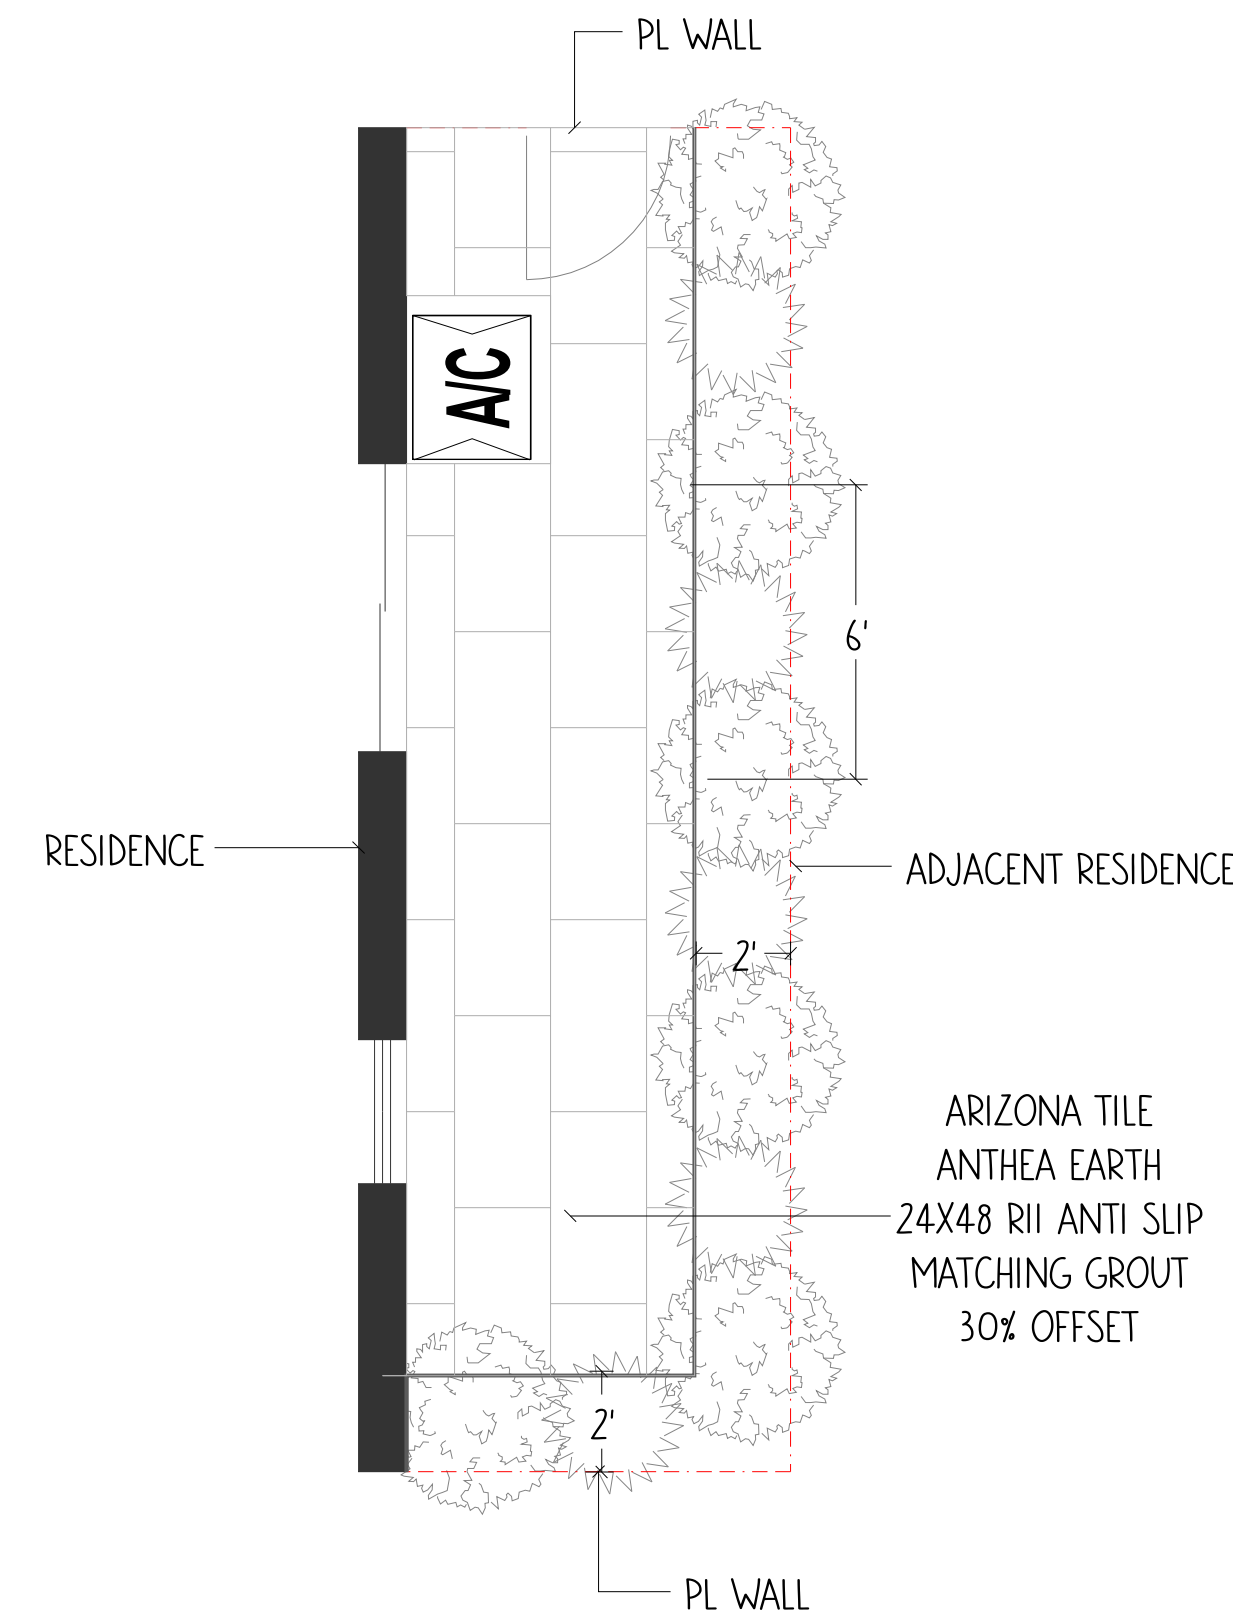 PL WALL
A/C
6'
RESIDENCE
ADJACENT RESIDENCE
2'
ARIZONA TILE
ANTHEA EARTH
24X48 R11 ANTI SLIP
MATCHING GROUT
30% OFFSET
2'
PL WALL